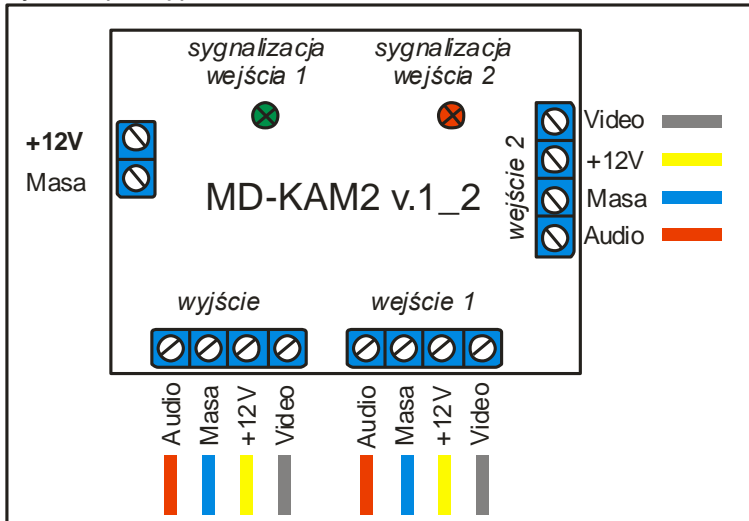 sygnalizacja
wejścia 1
sygnalizacja
wejścia 2
+12V
Masa
MD-KAM2 v.1_2
wejście 2
Video
+12V
Masa
Audio
wyjście
wejście 1
Audio
Masa
+12V
Video
Audio
Masa
+12V
Video